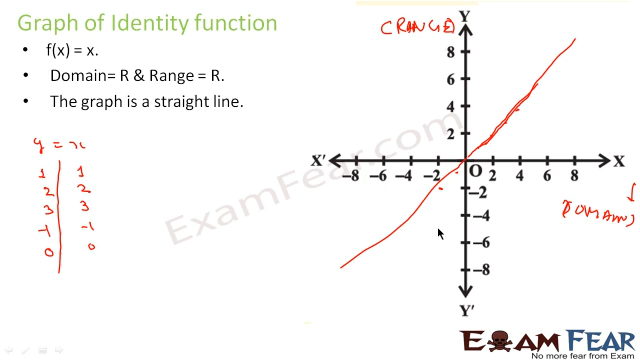 Graph of Identity function
• f(x) = x.
• Domain= R & Range = R.
• The graph is a straight line.
y = x
1 1
2 2
3 3
-1 -1
0 0
(RANGE)
Y
8
6
4
2
X′ -8 -6 -4 -2 O 2 4 6 8 X
-2
-4
-6
-8
Y′
(DOMAIN)
ExamFear.com
EXAM FEAR
No more fear from Exam